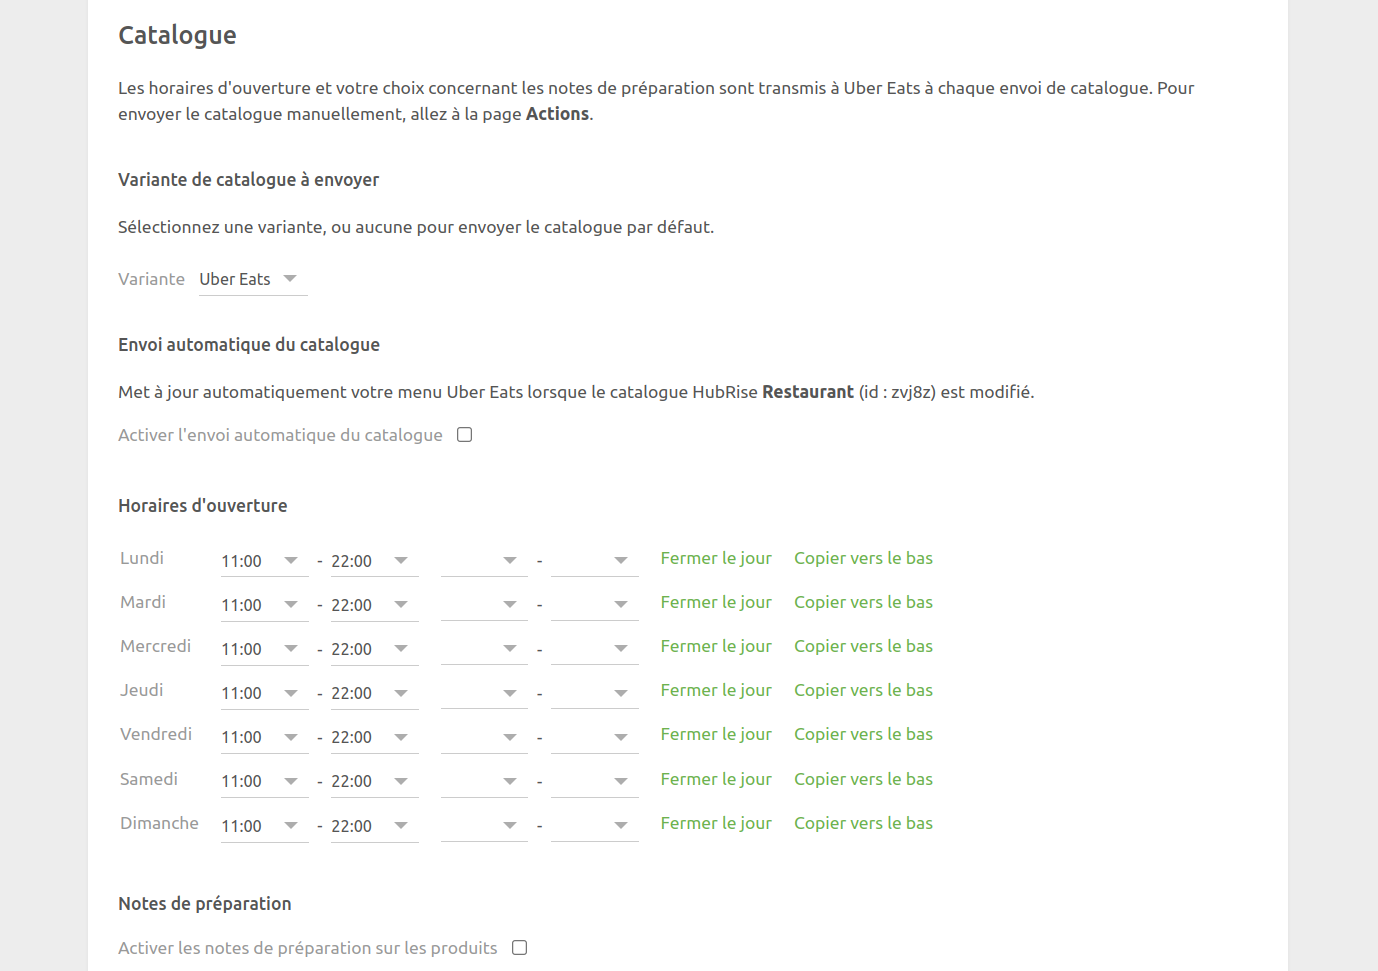 Catalogue
Les horaires d'ouverture et votre choix concernant les notes de préparation sont transmis à Uber Eats à chaque envoi de catalogue. Pour
envoyer le catalogue manuellement, allez à la page Actions.
Variante de catalogue à envoyer
Sélectionnez une variante, ou aucune pour envoyer le catalogue par défaut.
Variante Uber Eats
Envoi automatique du catalogue
Met à jour automatiquement votre menu Uber Eats lorsque le catalogue HubRise Restaurant (id : zvj8z) est modifié.
Activer l'envoi automatique du catalogue
Horaires d'ouverture
Lundi 11:00 - 22:00 - Fermer le jour Copier vers le bas
Mardi 11:00 - 22:00 - Fermer le jour Copier vers le bas
Mercredi 11:00 - 22:00 - Fermer le jour Copier vers le bas
Jeudi 11:00 - 22:00 - Fermer le jour Copier vers le bas
Vendredi 11:00 - 22:00 - Fermer le jour Copier vers le bas
Samedi 11:00 - 22:00 - Fermer le jour Copier vers le bas
Dimanche 11:00 - 22:00 - Fermer le jour Copier vers le bas
Notes de préparation
Activer les notes de préparation sur les produits